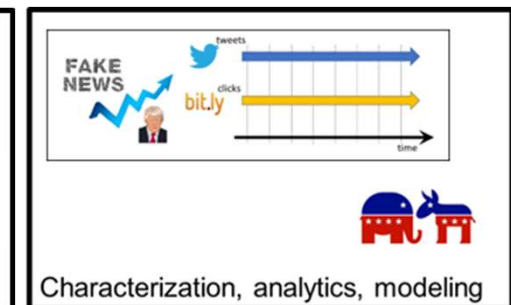 tweets
FAKE
NEWS
clicks
bit.ly
time
Characterization, analytics, modeling